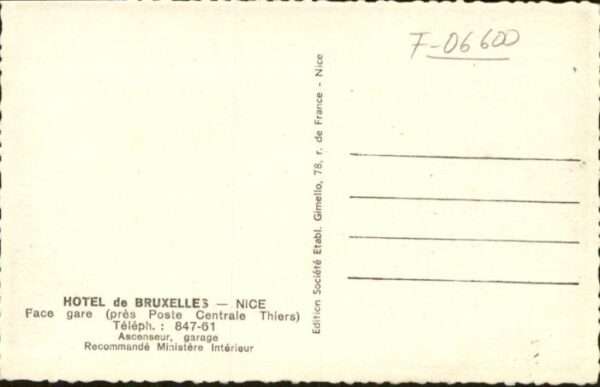 F-06600
HOTEL de BRUXELLES — NICE
Face gare (près Poste Centrale Thiers)
Téléph. : 847-61
Ascenseur, garage
Recommandé Ministère Intérieur
Edition Société Etabl. Gimello, 78, r. de France - Nice